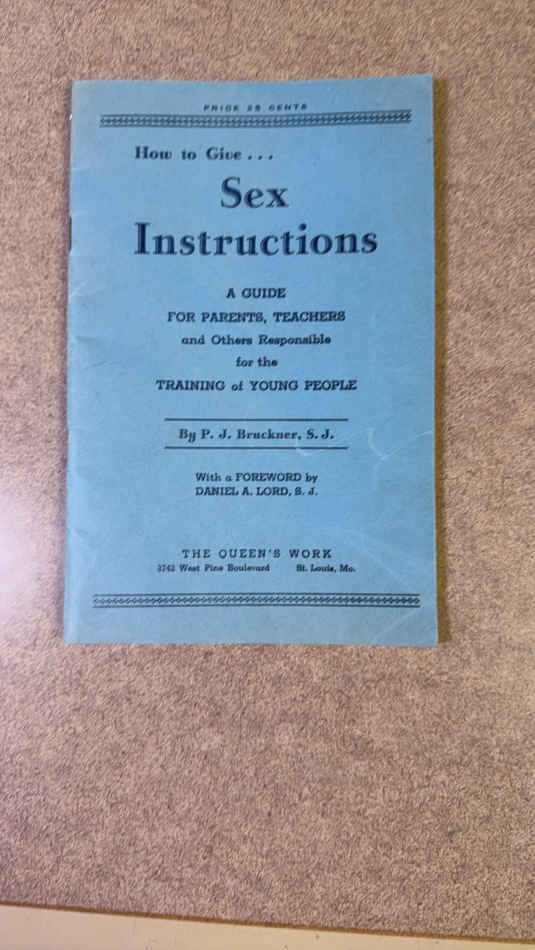 PRICE 25 CENTS
How to Give...
Sex
Instructions
A GUIDE
FOR PARENTS, TEACHERS
and Others Responsible
for the
TRAINING of YOUNG PEOPLE
By P. J. Bruckner, S. J.
With a FOREWORD by
DANIEL A. LORD, S. J.
THE QUEEN'S WORK
3742 West Pine Boulevard St. Louis, Mo.